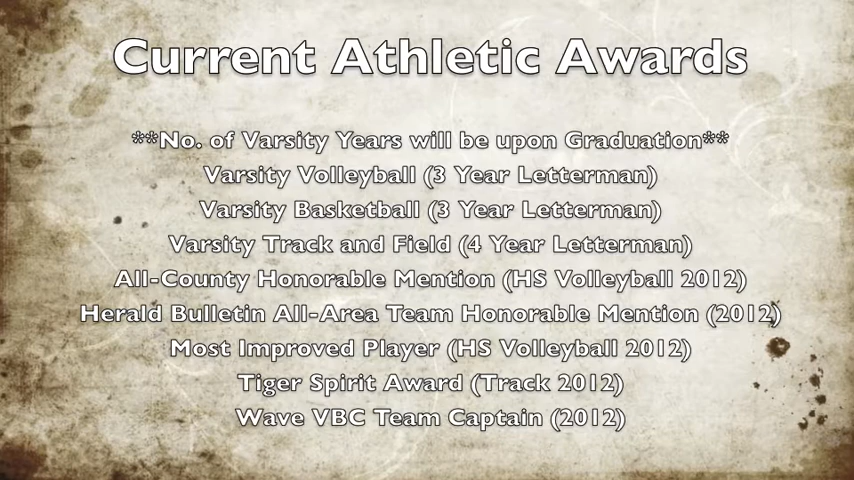 Current Athletic Awards
**No. of Varsity Years will be upon Graduation**
Varsity Volleyball (3 Year Letterman)
Varsity Basketball (3 Year Letterman)
Varsity Track and Field (4 Year Letterman)
All-County Honorable Mention (HS Volleyball 2012)
Herald Bulletin All-Area Team Honorable Mention (2012)
Most Improved Player (HS Volleyball 2012)
Tiger Spirit Award (Track 2012)
Wave VBC Team Captain (2012)